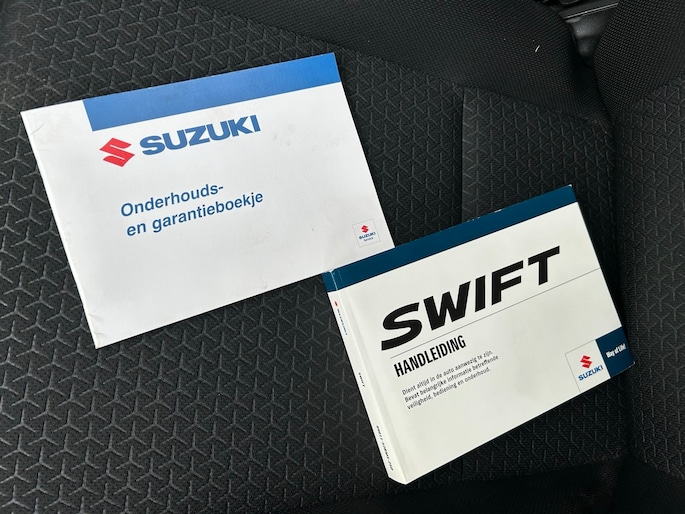 SUZUKI
Onderhouds-
en garantieboekje
SUZUKI
SWIFT
HANDLEIDING
Dient altijd in de auto aanwezig te zijn.
Bevat belangrijke informatie betreffende
veiligheid, bediening en onderhoud.
Way of Life!
SUZUKI